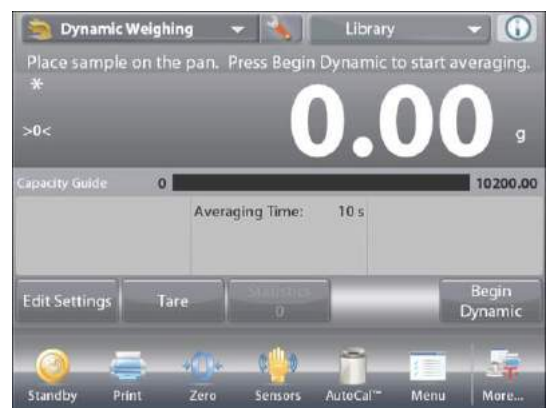 Dynamic Weighing
Library
Place sample on the pan. Press Begin Dynamic to start averaging.
*
>0<
0.00 g
Capacity Guide 0 10200.00
Averaging Time: 10 s
Edit Settings
Tare
Statistics
0
Begin
Dynamic
Standby Print Zero Sensors AutoCal™ Menu More...